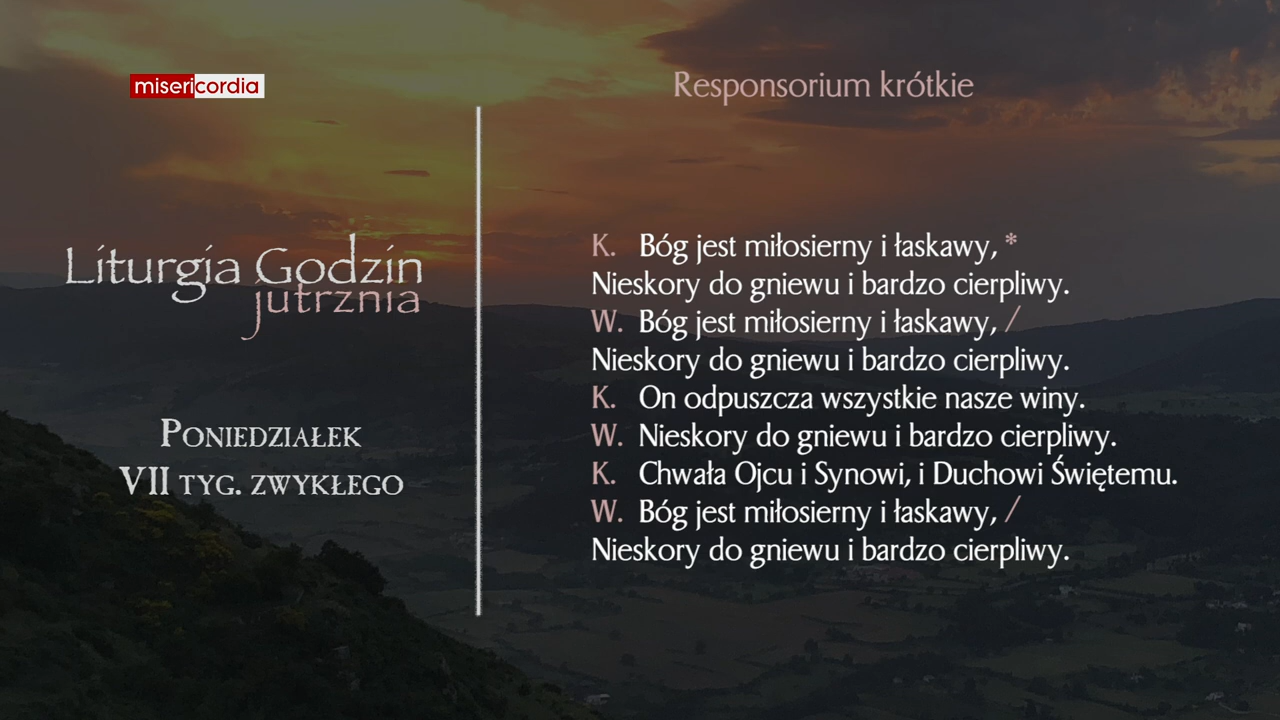 misericordia
Liturgia Godzin
jutrznia
Poniedziałek
VII tyg. zwykłego
Responsorium krótkie
K. Bóg jest miłosierny i łaskawy, *
Nieskory do gniewu i bardzo cierpliwy.
W. Bóg jest miłosierny i łaskawy, /
Nieskory do gniewu i bardzo cierpliwy.
K. On odpuszcza wszystkie nasze winy.
W. Nieskory do gniewu i bardzo cierpliwy.
K. Chwała Ojcu i Synowi, i Duchowi Świętemu.
W. Bóg jest miłosierny i łaskawy, /
Nieskory do gniewu i bardzo cierpliwy.